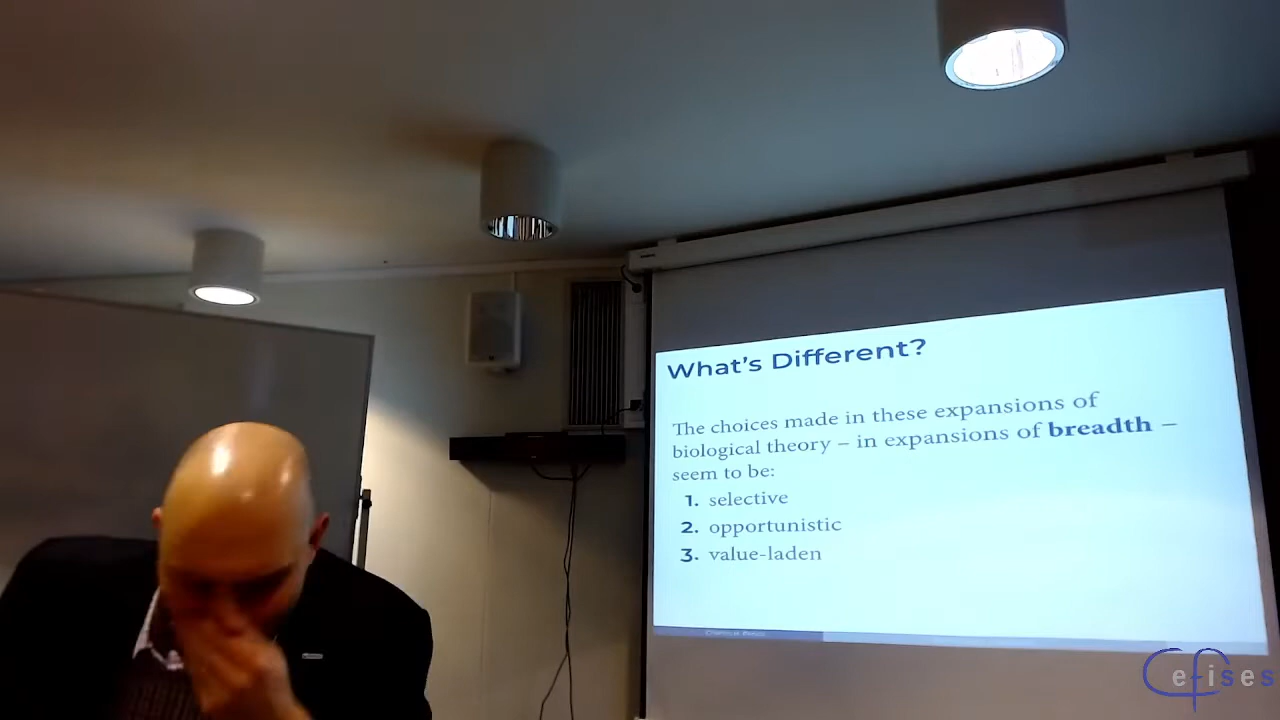 What's Different?
The choices made in these expansions of
biological theory – in expansions of breadth –
seem to be:
1. selective
2. opportunistic
3. value-laden
Cefises